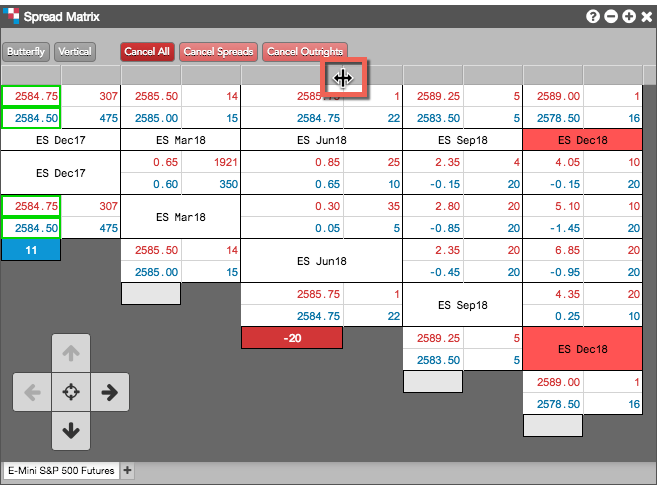 Spread Matrix
Butterfly Vertical Cancel All Cancel Spreads Cancel Outrights
2584.75 307 2585.50 14 2585.75 1 2589.25 5 2589.00 1
2584.50 475 2585.00 15 2584.75 22 2583.50 5 2578.50 16
ES Dec17 ES Mar18 ES Jun18 ES Sep18 ES Dec18
ES Dec17 0.65 1921 0.85 25 2.35 4 4.05 10
0.60 350 0.65 10 -0.15 20 -0.15 20
2584.75 307 ES Mar18 0.30 35 2.80 20 5.10 10
2584.50 475 0.05 5 -0.85 20 -1.45 20
11 2585.50 14 ES Jun18 2.35 20 6.85 20
2585.00 15 -0.45 20 -0.95 20
2585.75 1 ES Sep18 4.35 20
2584.75 22 0.25 10
-20 2589.25 5 ES Dec18
2583.50 5
2589.00 1
2578.50 16
E-Mini S&P 500 Futures +